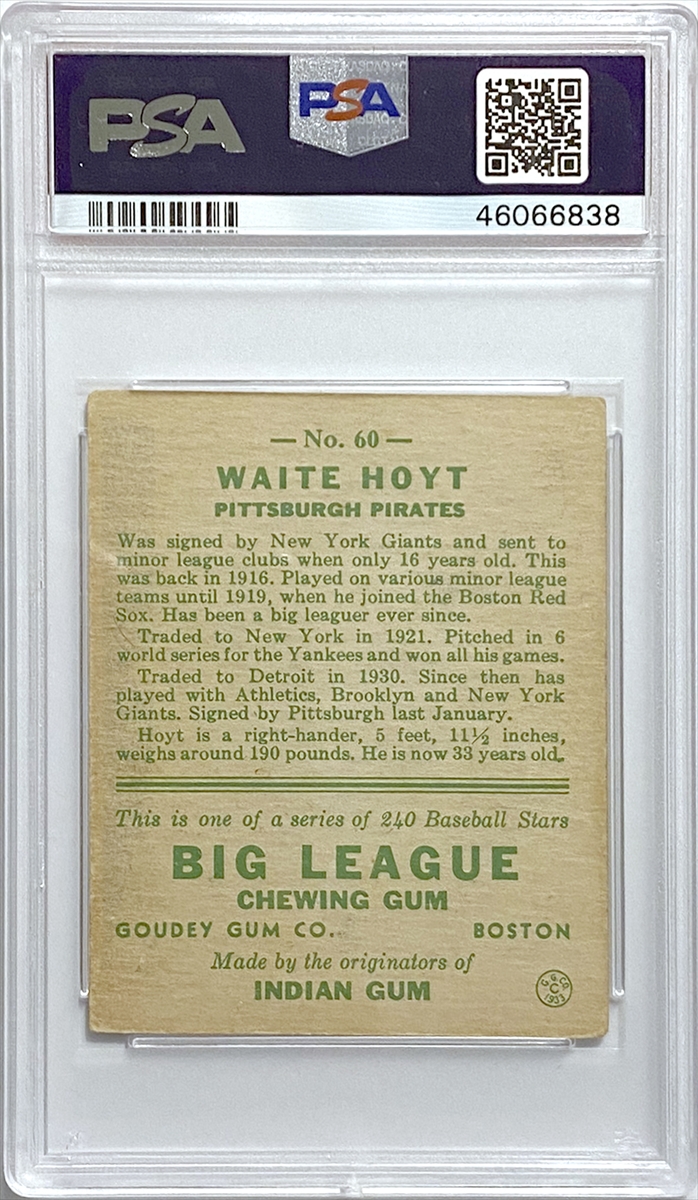 PSA PSA
46066838
— No. 60 —
WAITE HOYT
PITTSBURGH PIRATES
Was signed by New York Giants and sent to
minor league clubs when only 16 years old. This
was back in 1916. Played on various minor league
teams until 1919, when he joined the Boston Red
Sox. Has been a big leaguer ever since.
Traded to New York in 1921. Pitched in 6
world series for the Yankees and won all his games.
Traded to Detroit in 1930. Since then has
played with Athletics, Brooklyn and New York
Giants. Signed by Pittsburgh last January.
Hoyt is a right-hander, 5 feet, 11½ inches,
weighs around 190 pounds. He is now 33 years old.
This is one of a series of 240 Baseball Stars
BIG LEAGUE
CHEWING GUM
GOUDEY GUM CO. BOSTON
Made by the originators of
INDIAN GUM
G. G. CO.
C
1933